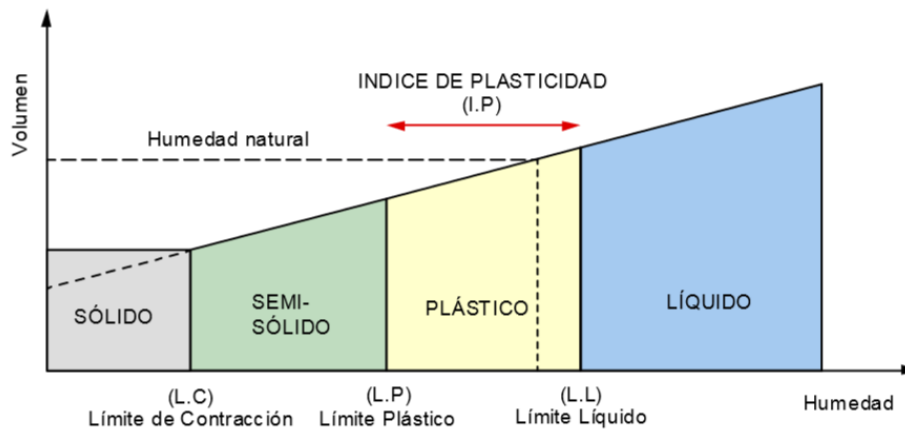 Volumen
INDICE DE PLASTICIDAD
(I.P)
Humedad natural
SÓLIDO
SEMI-
SÓLIDO
PLÁSTICO
LÍQUIDO
(L.C)
Límite de Contracción
(L.P)
Límite Plástico
(L.L)
Límite Líquido
Humedad